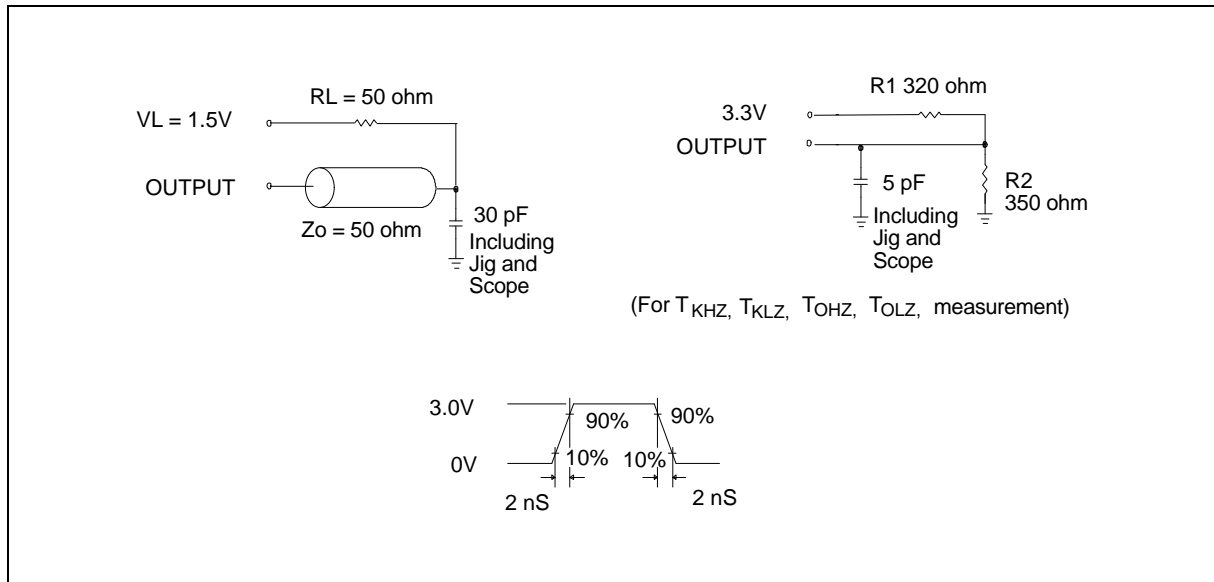 RL = 50 ohm
VL = 1.5V
OUTPUT
Zo = 50 ohm
30 pF
Including
Jig and
Scope
R1 320 ohm
3.3V
OUTPUT
5 pF
Including
Jig and
Scope
R2
350 ohm
(For TKHZ, TKLZ, TOHZ, TOLZ, measurement)
3.0V
90%
90%
0V
10%
10%
2 nS
2 nS